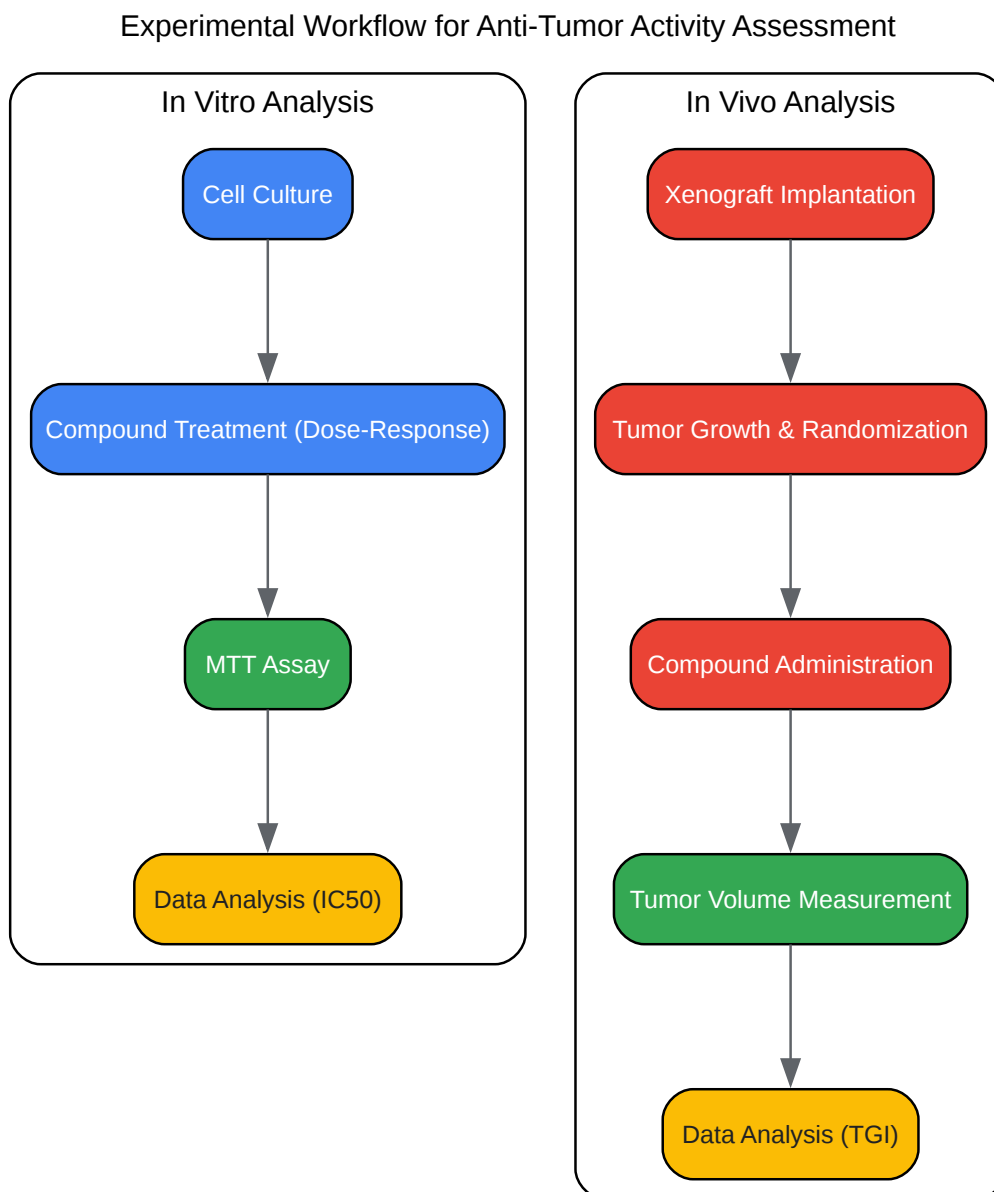 Experimental Workflow for Anti-Tumor Activity Assessment
In Vitro Analysis
Cell Culture
Compound Treatment (Dose-Response)
MTT Assay
Data Analysis (IC50)
In Vivo Analysis
Xenograft Implantation
Tumor Growth & Randomization
Compound Administration
Tumor Volume Measurement
Data Analysis (TGI)